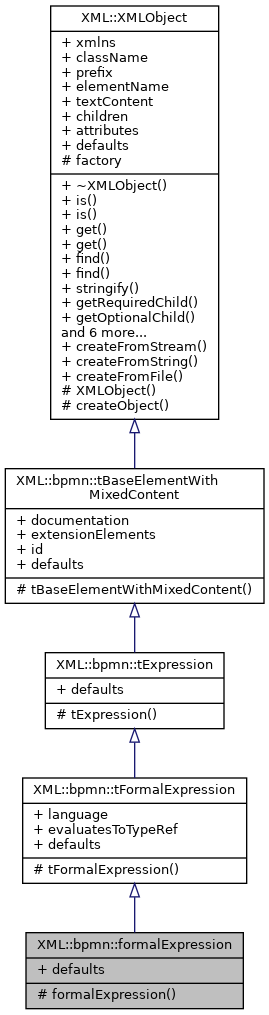 XML::XMLObject
+ xmlns
+ className
+ prefix
+ elementName
+ textContent
+ children
+ attributes
+ defaults
# factory
+ ~XMLObject()
+ is()
+ is()
+ get()
+ get()
+ find()
+ find()
+ stringify()
+ getRequiredChild()
+ getOptionalChild()
and 6 more...
+ createFromStream()
+ createFromString()
+ createFromFile()
# XMLObject()
# createObject()
XML::bpmn::tBaseElementWith
MixedContent
+ documentation
+ extensionElements
+ id
+ defaults
# tBaseElementWithMixedContent()
XML::bpmn::tExpression
+ defaults
# tExpression()
XML::bpmn::tFormalExpression
+ language
+ evaluatesToTypeRef
+ defaults
# tFormalExpression()
XML::bpmn::formalExpression
+ defaults
# formalExpression()